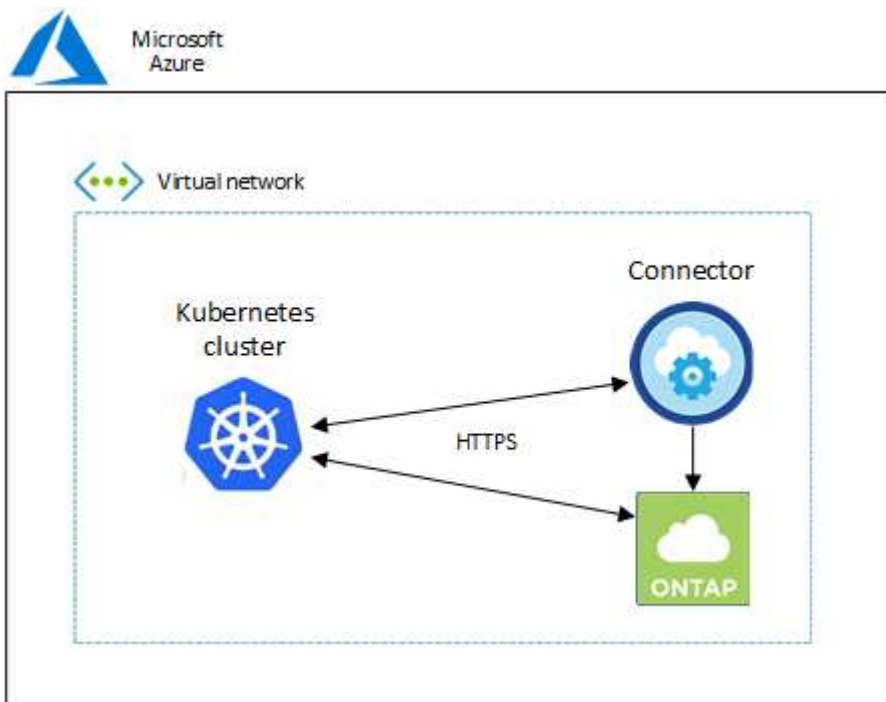 Microsoft
Azure
Virtual network
Connector
Kubernetes
cluster
HTTPS
ONTAP